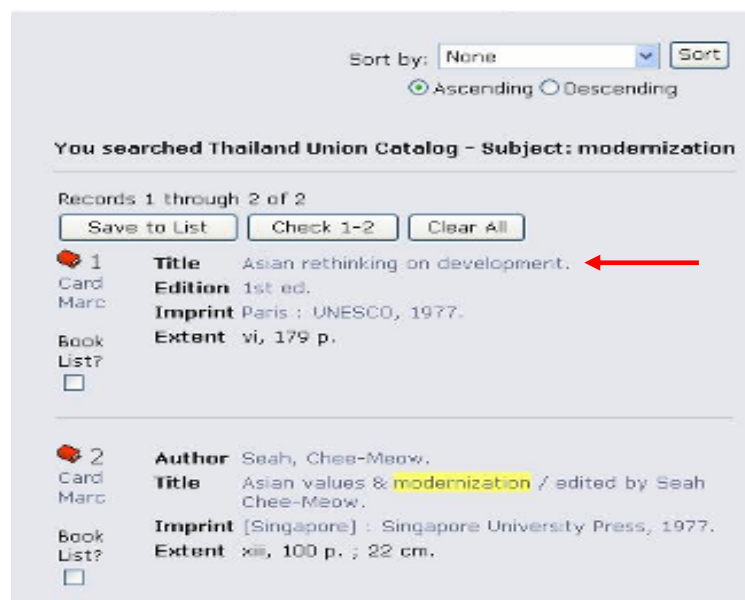 Sort by: None Sort
Ascending Descending
You searched Thailand Union Catalog - Subject: modernization
Records 1 through 2 of 2
Save to List Check 1-2 Clear All
1 Title Asian rethinking on development.
Card Edition 1st ed.
Marc Imprint Paris : UNESCO, 1977.
Book Extent vi, 179 p.
List?
2 Author Seah, Chee-Meow.
Card Title Asian values & modernization / edited by Seah
Marc Chee-Meow.
Imprint [Singapore] : Singapore University Press, 1977.
Book
List? Extent xiii, 100 p. ; 22 cm.